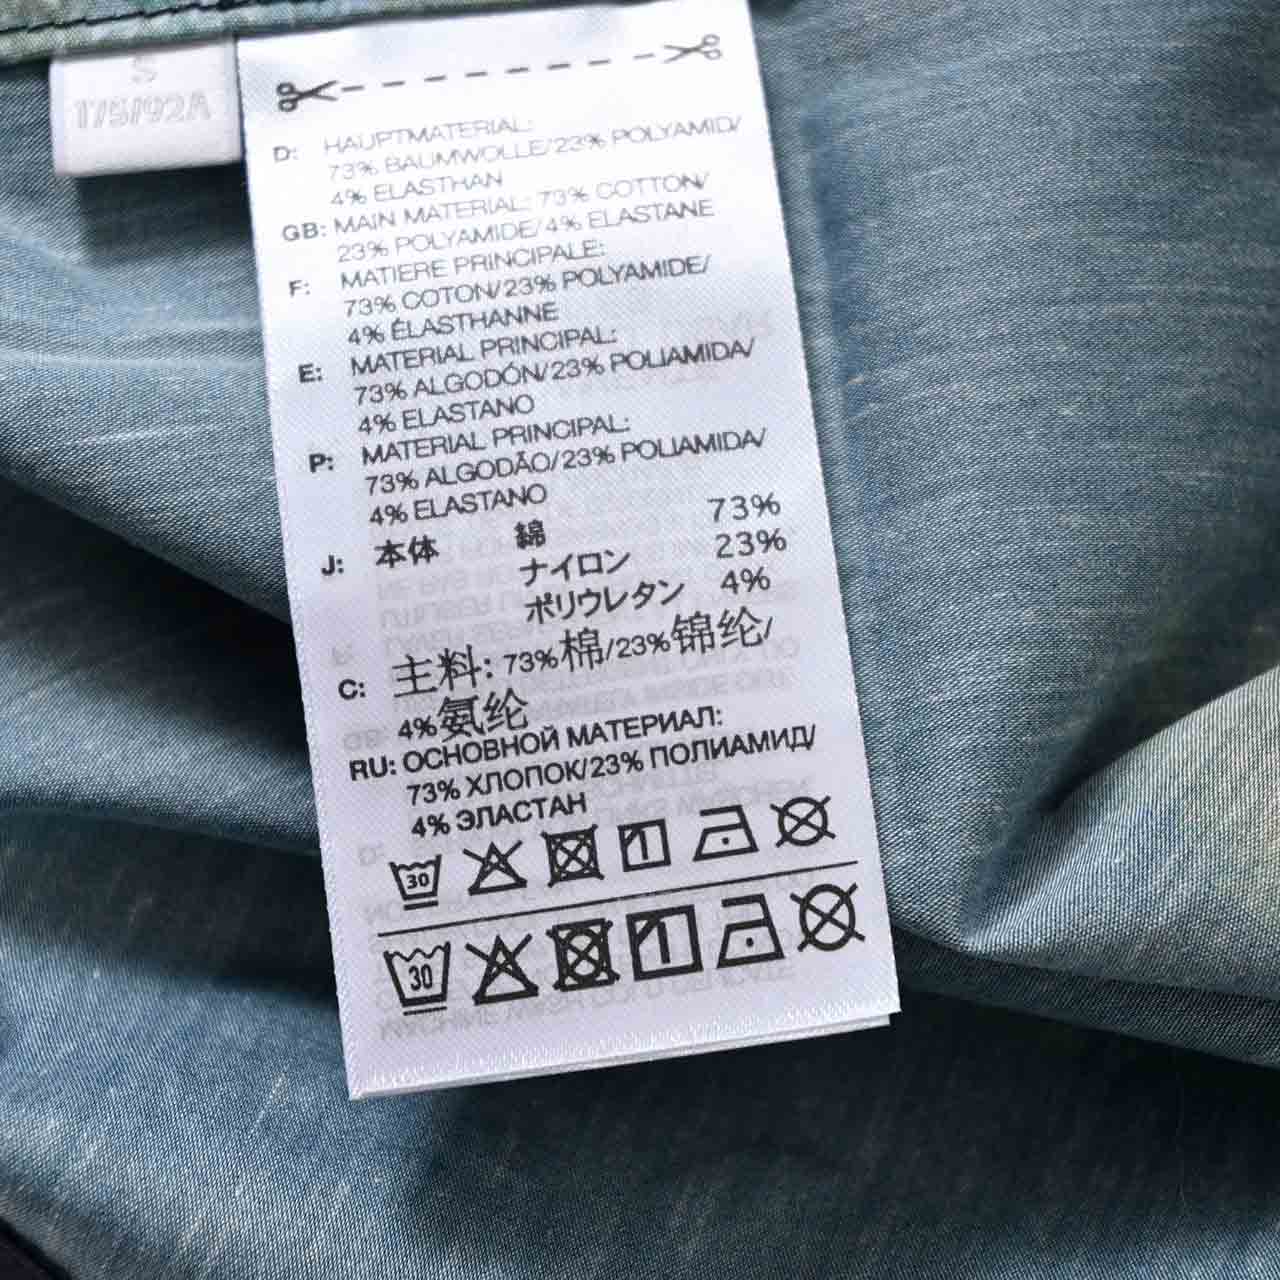 S
175/92A
D: HAUPTMATERIAL:
73% BAUMWOLLE/23% POLYAMID/
4% ELASTHAN
GB: MAIN MATERIAL: 73% COTTON/
23% POLYAMIDE/4% ELASTANE
F: MATIERE PRINCIPALE:
73% COTON/23% POLYAMIDE/
4% ÉLASTHANNE
E: MATERIAL PRINCIPAL:
73% ALGODÓN/23% POLIAMIDA/
4% ELASTANO
P: MATERIAL PRINCIPAL:
73% ALGODÃO/23% POLIAMIDA/
4% ELASTANO
J: 本体 綿 73%
ナイロン 23%
ポリウレタン 4%
C: 主料: 73%棉/23%锦纶/
4%氨纶
RU: ОСНОВНОЙ МАТЕРИАЛ:
73% ХЛОПОК/23% ПОЛИАМИД/
4% ЭЛАСТАН
30
30